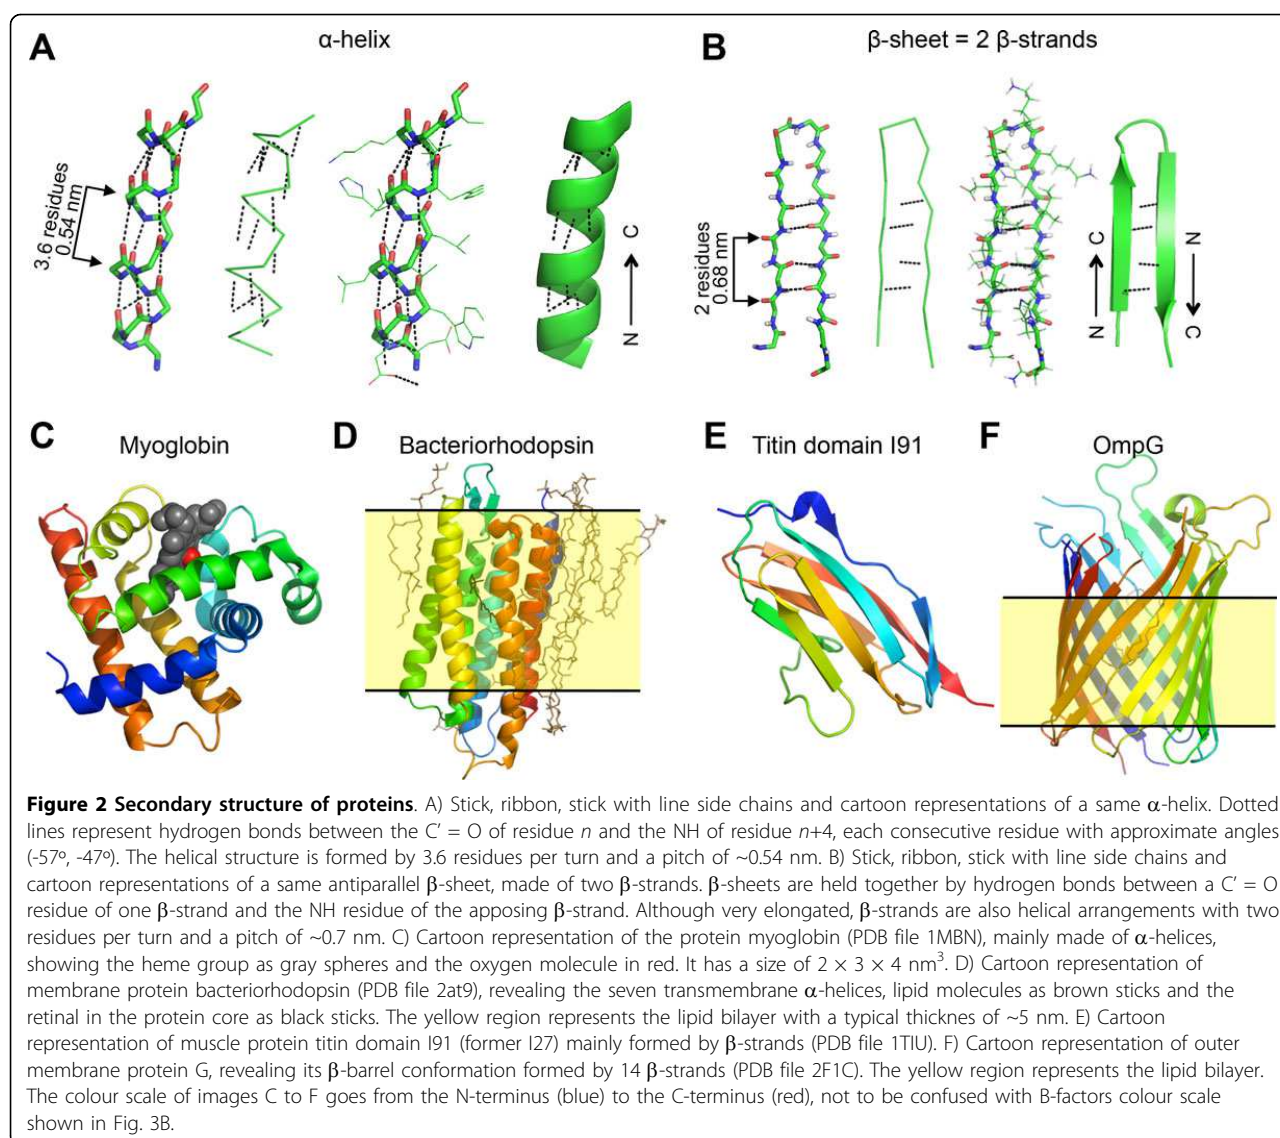 A
α-helix
3.6 residues
0.54 nm
C
N
B
β-sheet = 2 β-strands
2 residues
0.68 nm
C
N
N
C
C
Myoglobin
D
Bacteriorhodopsin
E
Titin domain I91
F
OmpG
Figure 2 Secondary structure of proteins. A) Stick, ribbon, stick with line side chains and cartoon representations of a same α-helix. Dotted
lines represent hydrogen bonds between the C' = O of residue n and the NH of residue n+4, each consecutive residue with approximate angles
(-57º, -47º). The helical structure is formed by 3.6 residues per turn and a pitch of ~0.54 nm. B) Stick, ribbon, stick with line side chains and
cartoon representations of a same antiparallel β-sheet, made of two β-strands. β-sheets are held together by hydrogen bonds between a C' = O
residue of one β-strand and the NH residue of the apposing β-strand. Although very elongated, β-strands are also helical arrangements with two
residues per turn and a pitch of ~0.7 nm. C) Cartoon representation of the protein myoglobin (PDB file 1MBN), mainly made of α-helices,
showing the heme group as gray spheres and the oxygen molecule in red. It has a size of 2 × 3 × 4 nm³. D) Cartoon representation of
membrane protein bacteriorhodopsin (PDB file 2at9), revealing the seven transmembrane α-helices, lipid molecules as brown sticks and the
retinal in the protein core as black sticks. The yellow region represents the lipid bilayer with a typical thicknes of ~5 nm. E) Cartoon
representation of muscle protein titin domain I91 (former I27) mainly formed by β-strands (PDB file 1TIU). F) Cartoon representation of outer
membrane protein G, revealing its β-barrel conformation formed by 14 β-strands (PDB file 2F1C). The yellow region represents the lipid bilayer.
The colour scale of images C to F goes from the N-terminus (blue) to the C-terminus (red), not to be confused with B-factors colour scale
shown in Fig. 3B.